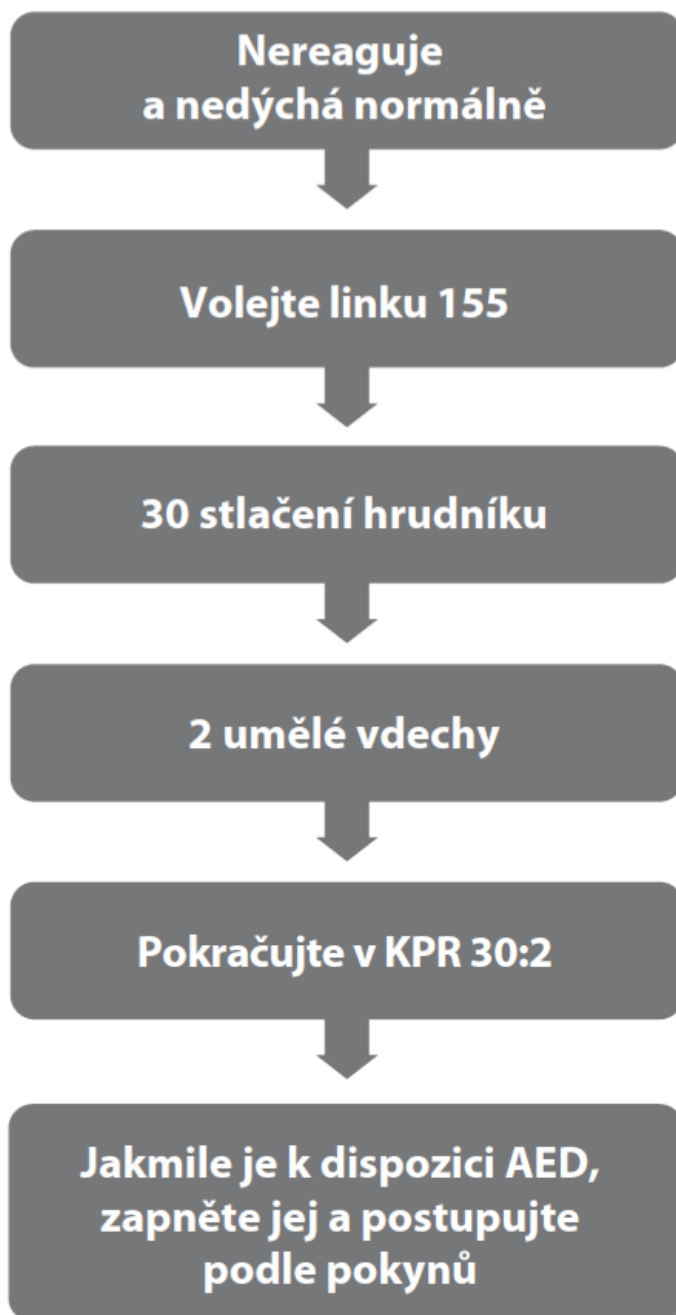 Nereaguje
a nedýchá normálně
Volejte linku 155
30 stlačení hrudníku
2 umělé vdechy
Pokračujte v KPR 30:2
Jakmile je k dispozici AED,
zapněte jej a postupujte
podle pokynů